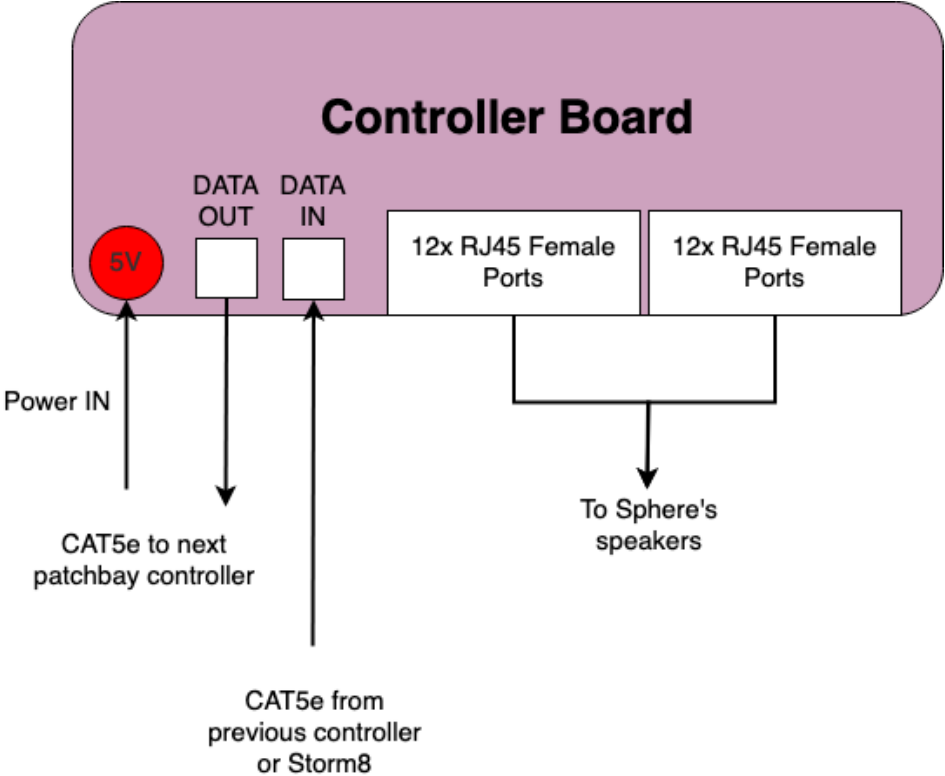 Controller Board
DATA
OUT
DATA
IN
5V
12x RJ45 Female
Ports
12x RJ45 Female
Ports
Power IN
To Sphere's
speakers
CAT5e to next
patchbay controller
CAT5e from
previous controller
or Storm8